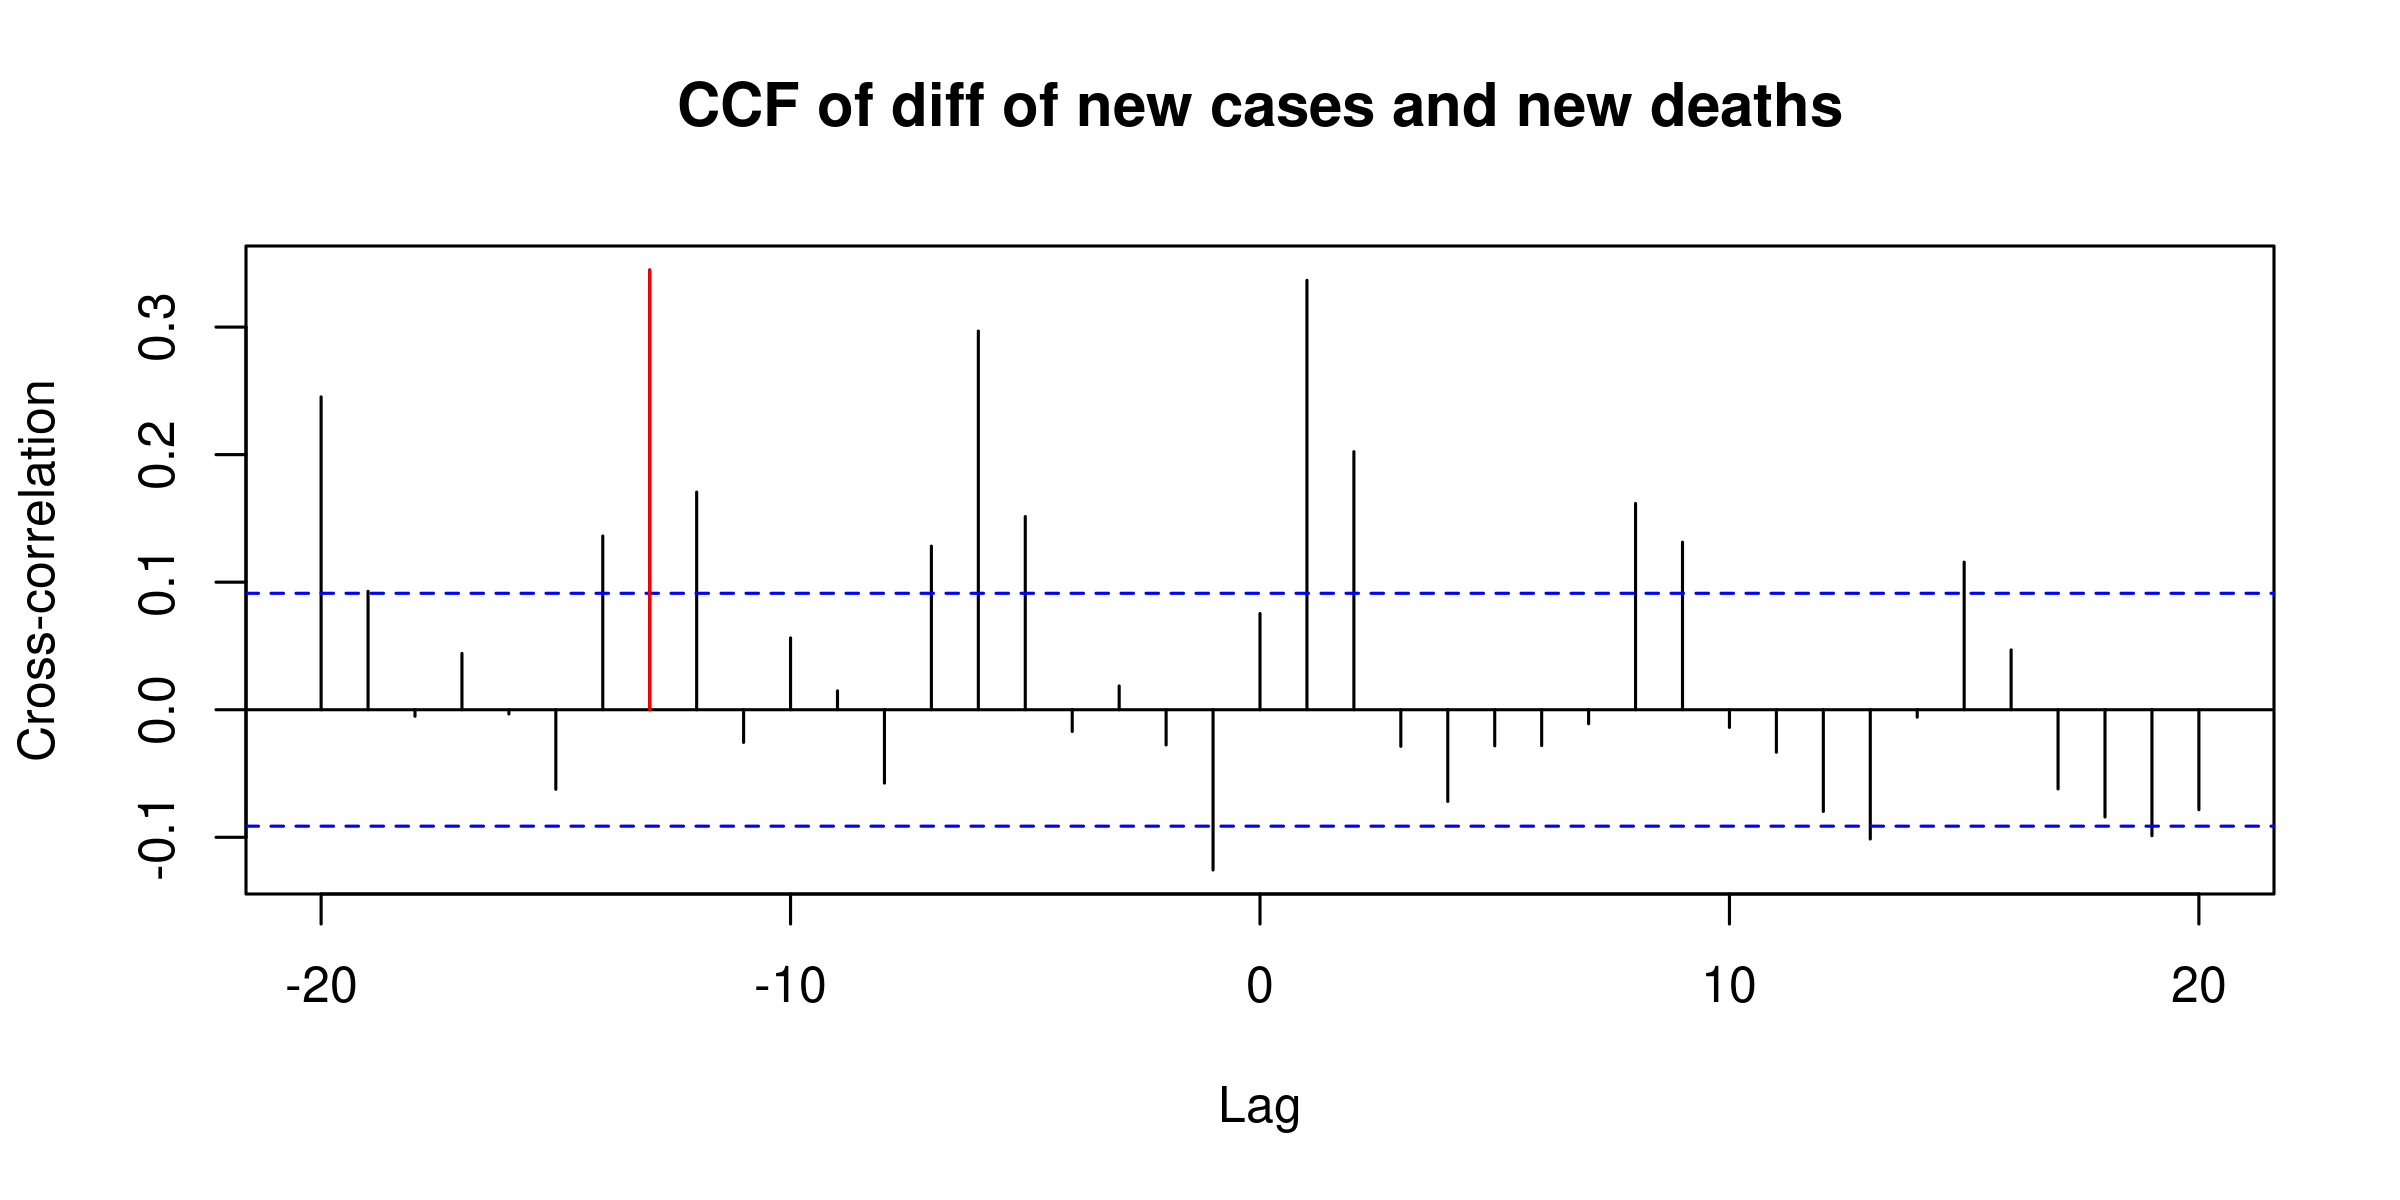 CCF of diff of new cases and new deaths
Cross-correlation
0.3
0.2
0.1
0.0
-0.1
-20 -10 0 10 20
Lag